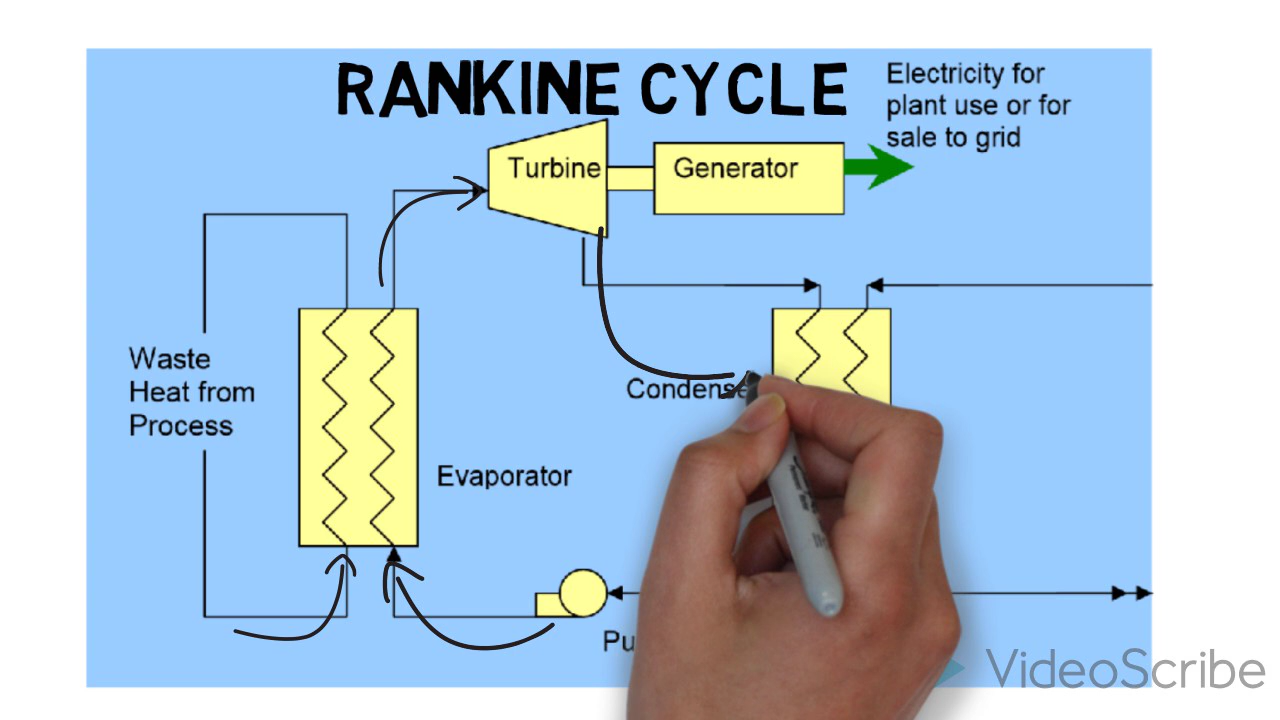 RANKINE CYCLE
Electricity for
plant use or for
sale to grid
Turbine
Generator
Waste
Heat from
Process
Evaporator
VideoScribe